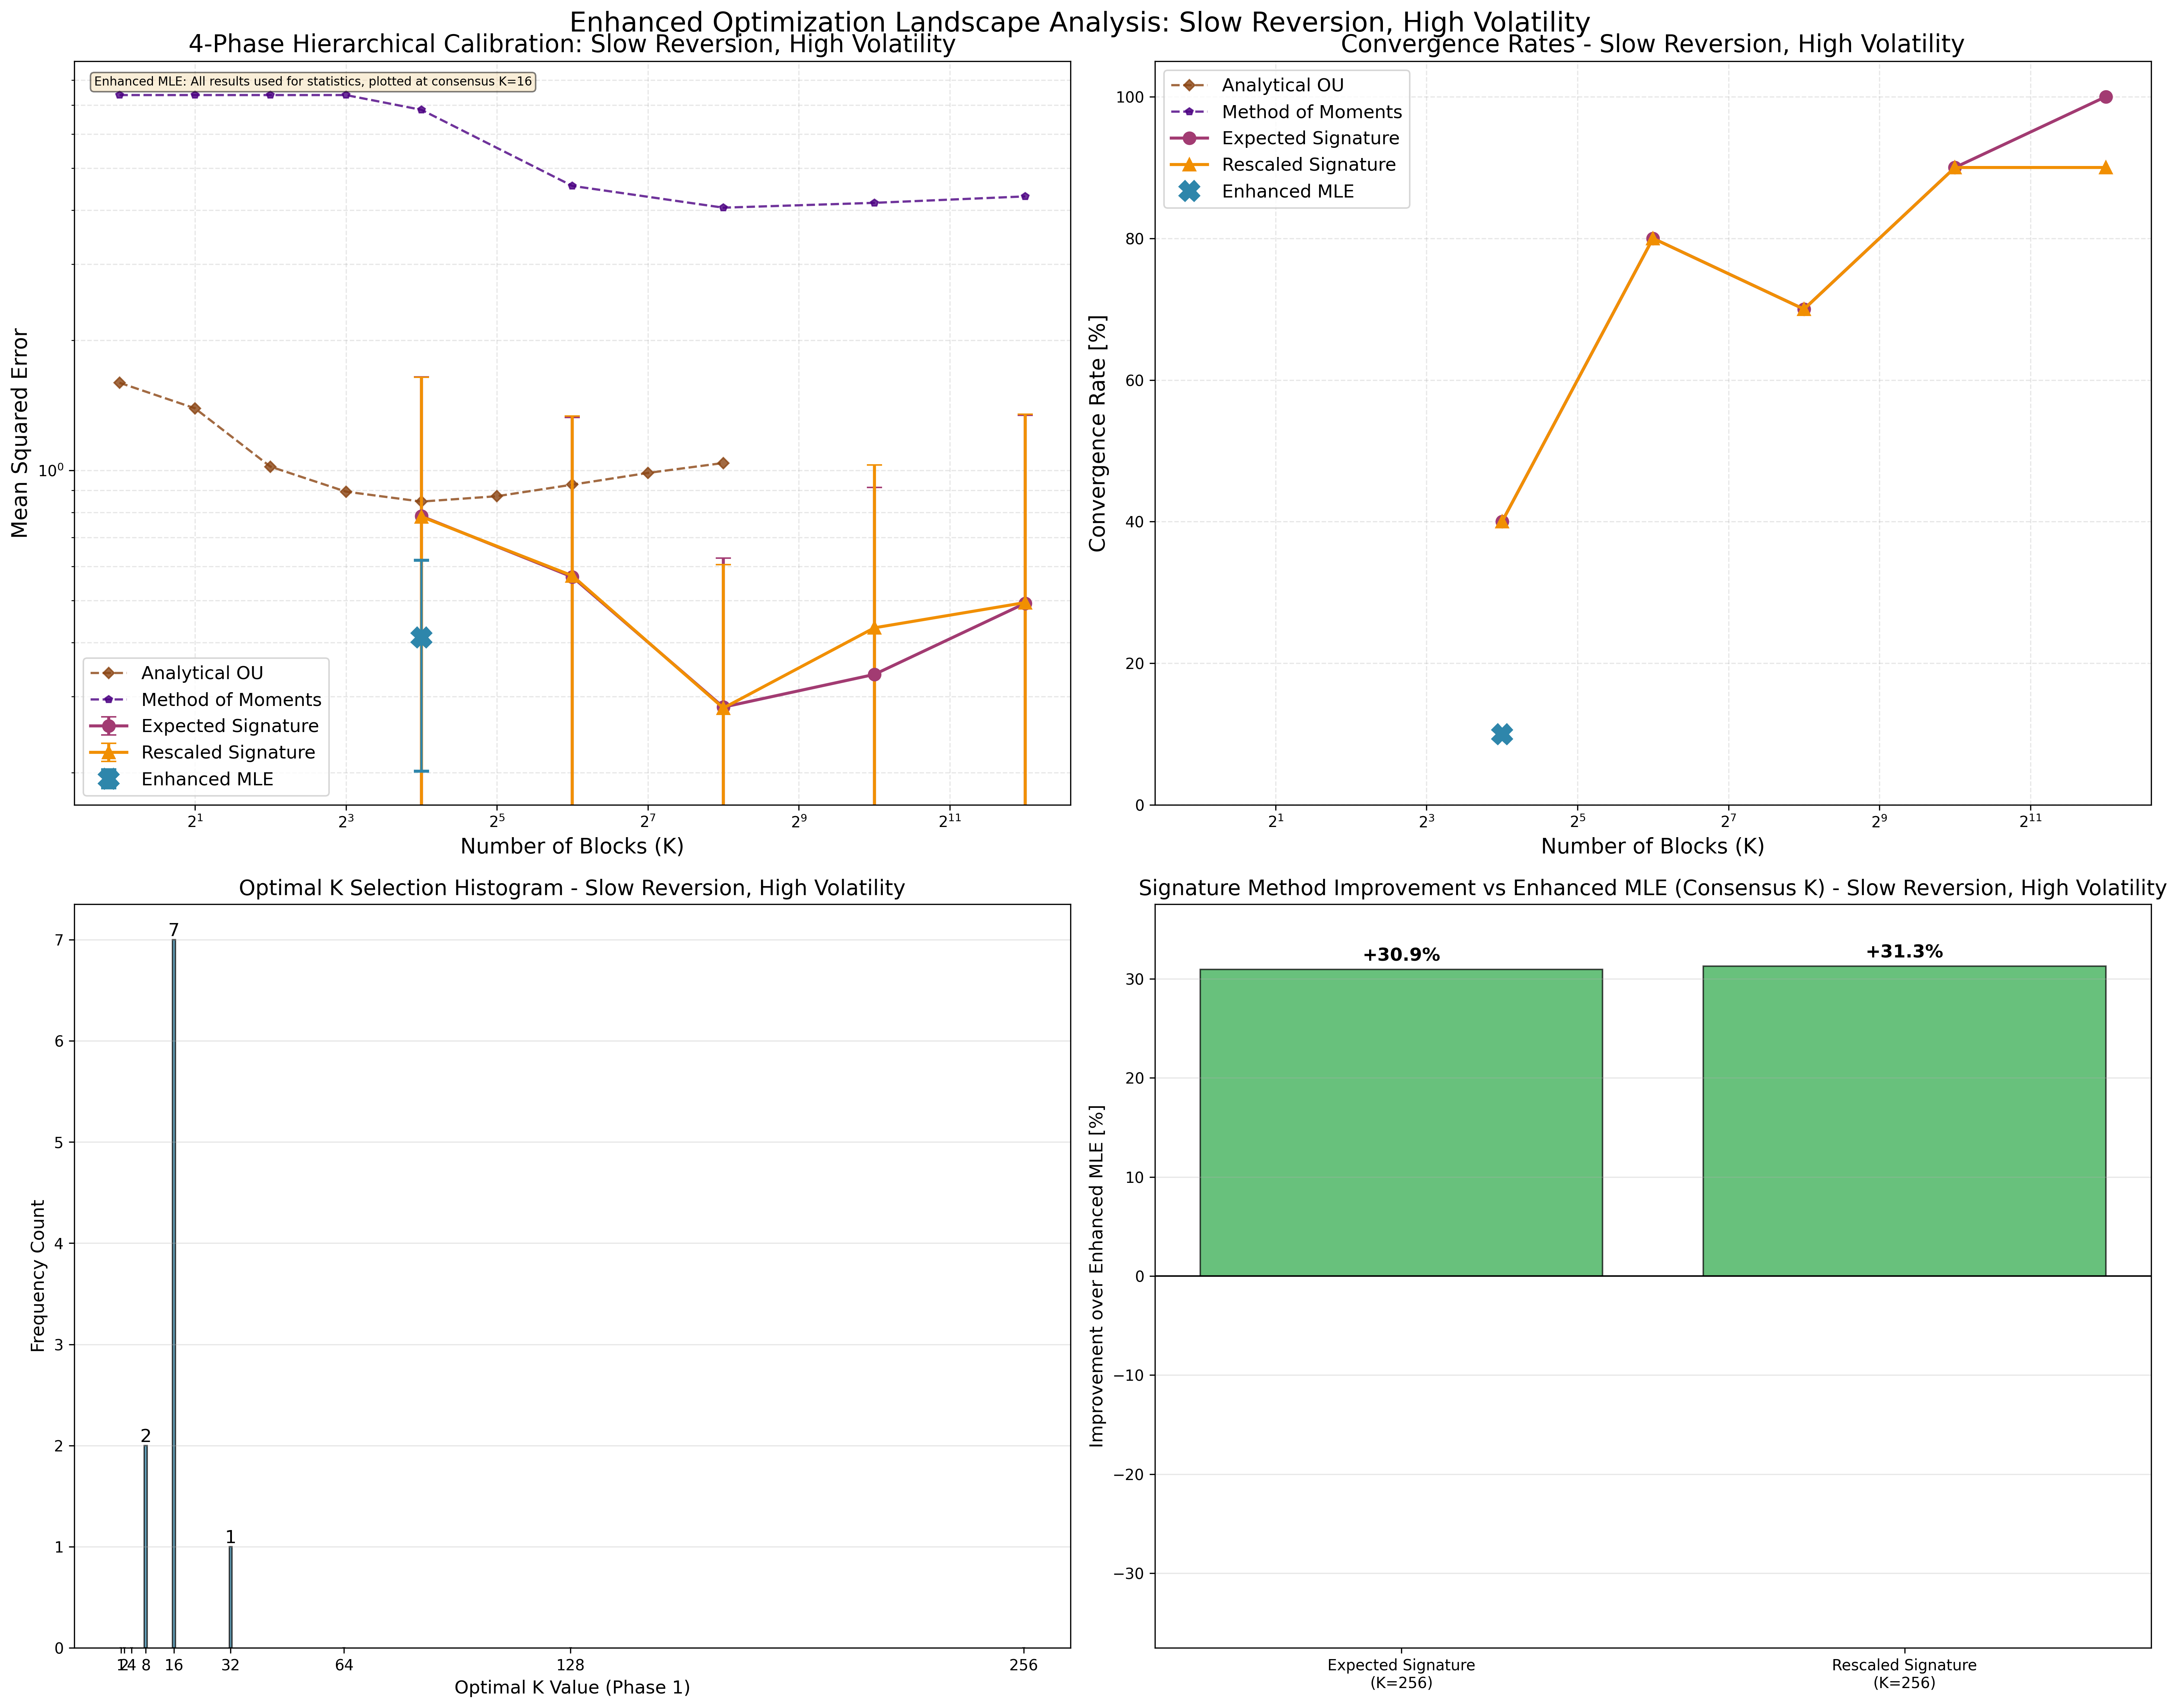 Enhanced Optimization Landscape Analysis: Slow Reversion, High Volatility
4-Phase Hierarchical Calibration: Slow Reversion, High Volatility
Enhanced MLE: All results used for statistics, plotted at consensus K=16
Mean Squared Error
10⁰
Analytical OU
Method of Moments
Expected Signature
Rescaled Signature
Enhanced MLE
2¹ 2³ 2⁵ 2⁷ 2⁹ 2¹¹
Number of Blocks (K)
Convergence Rates - Slow Reversion, High Volatility
Analytical OU
Method of Moments
Expected Signature
Rescaled Signature
Enhanced MLE
Convergence Rate [%]
100
80
60
40
20
0
2¹ 2³ 2⁵ 2⁷ 2⁹ 2¹¹
Number of Blocks (K)
Optimal K Selection Histogram - Slow Reversion, High Volatility
Frequency Count
7
6
5
4
3
2
1
0
7
2
1
1 2 4 8 16 32 64 128 256
Optimal K Value (Phase 1)
Signature Method Improvement vs Enhanced MLE (Consensus K) - Slow Reversion, High Volatility
Improvement over Enhanced MLE [%]
30
20
10
0
−10
−20
−30
+30.9%
+31.3%
Expected Signature
(K=256)
Rescaled Signature
(K=256)